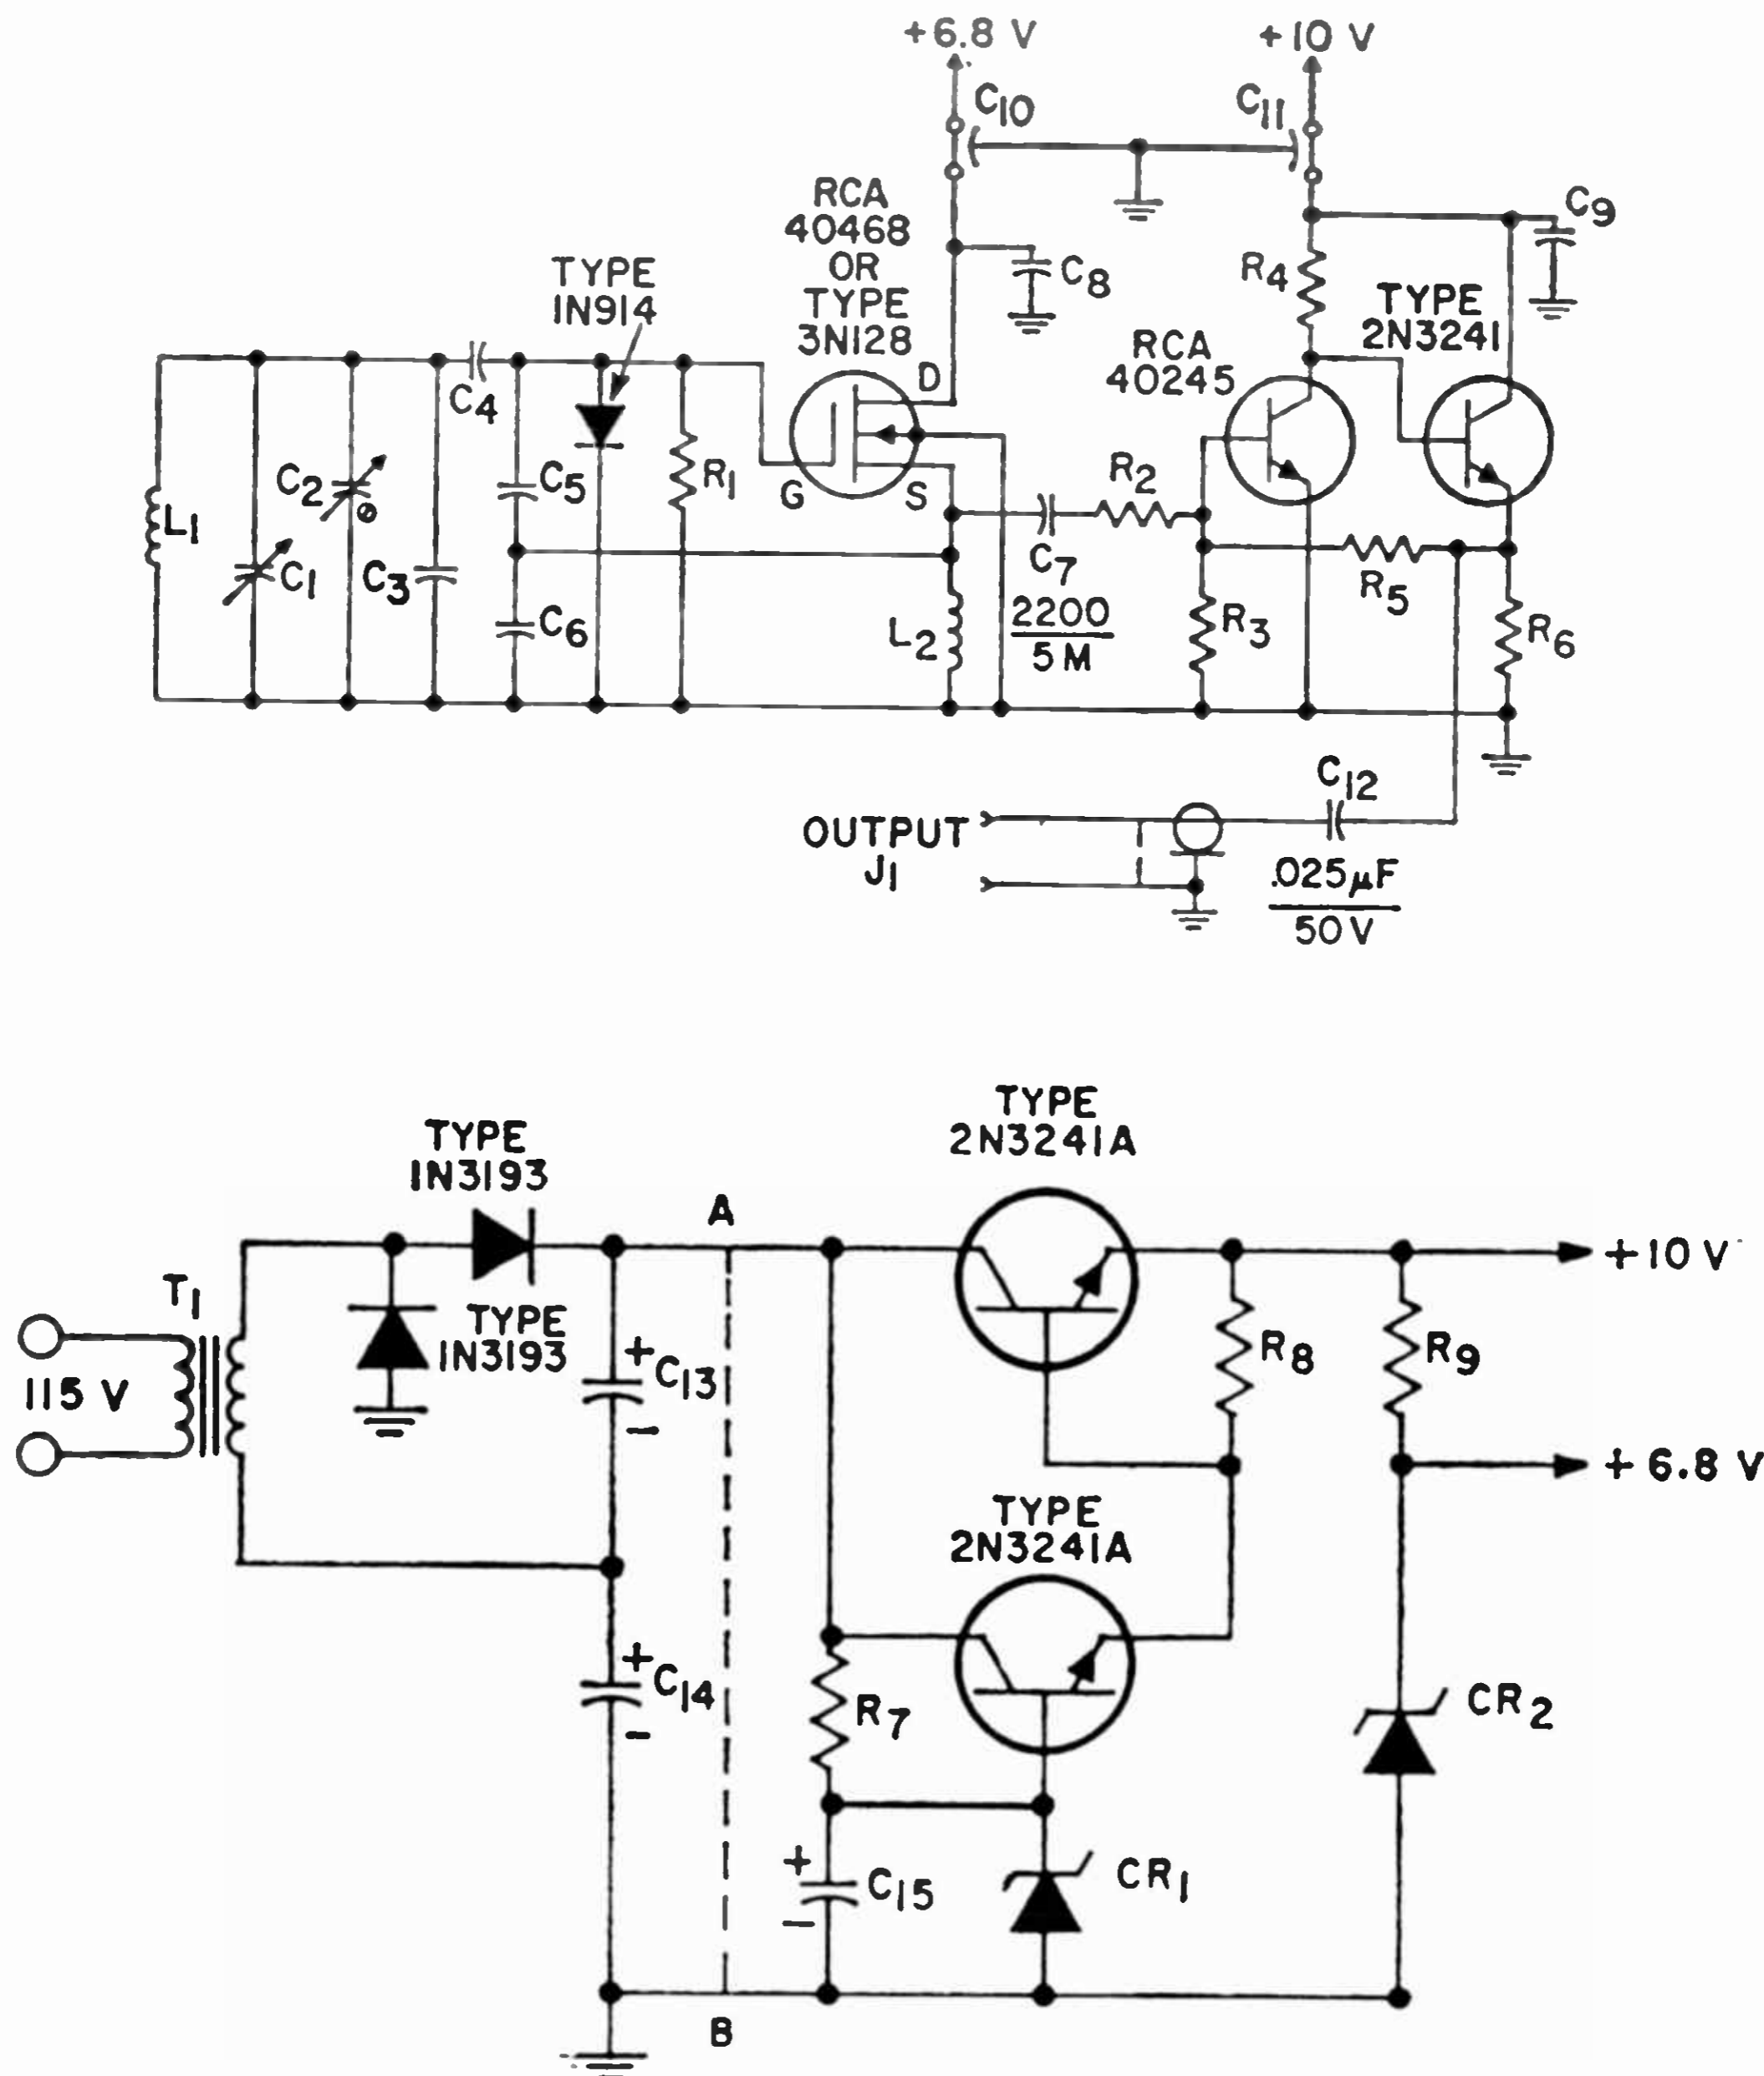 +6.8 V
+10 V
C10
C11
RCA
40468
OR
TYPE
3N128
C9
TYPE
1N914
C8
R4
TYPE
2N3241
RCA
40245
D
C4
C2
C5
R1
G
S
R2
L1
C1
C3
C7
2200
5 M
R5
C6
L2
R3
R6
C12
OUTPUT
J1
.025µF
50 V
TYPE
2N3241A
TYPE
1N3193
A
+10 V
T1
TYPE
1N3193
115 V
+
C13
−
R8
R9
+ 6.8 V
TYPE
2N3241A
+
C14
−
R7
CR2
+
C15
−
CR1
B